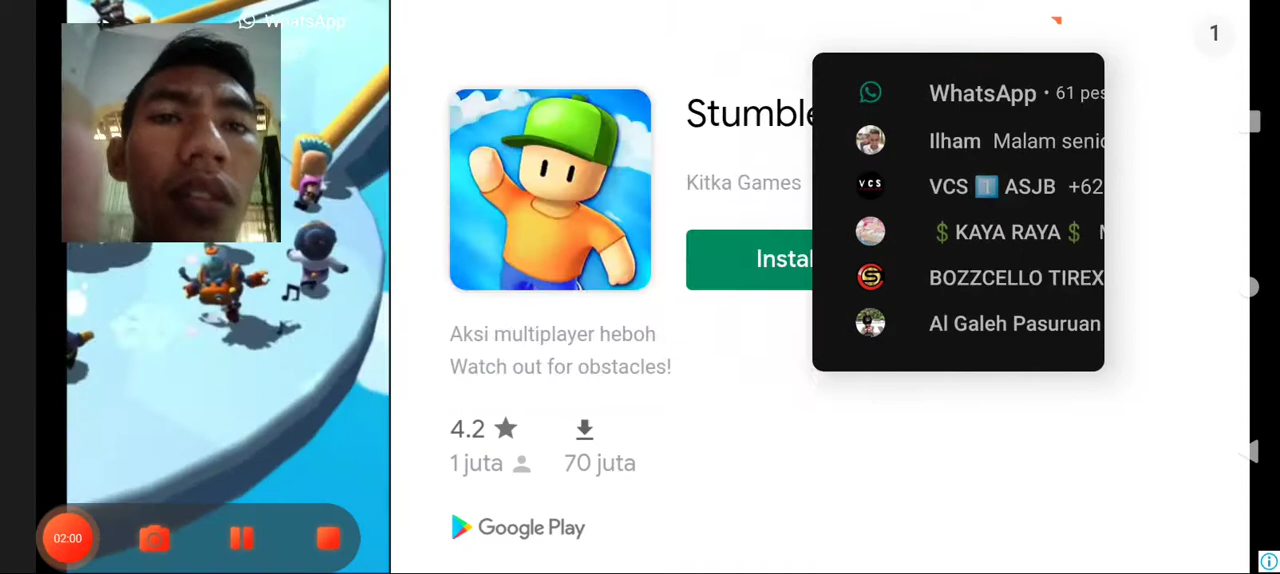 WhatsApp
1
WhatsApp • 61 pes
Ilham Malam senio
VCS 1️⃣ ASJB +62
💲KAYA RAYA💲
BOZZCELLO TIREX
Al Galeh Pasuruan
Stumble
Kitka Games
Instal
Aksi multiplayer heboh
Watch out for obstacles!
4.2 ★
1 juta 70 juta
Google Play
02:00
VCS